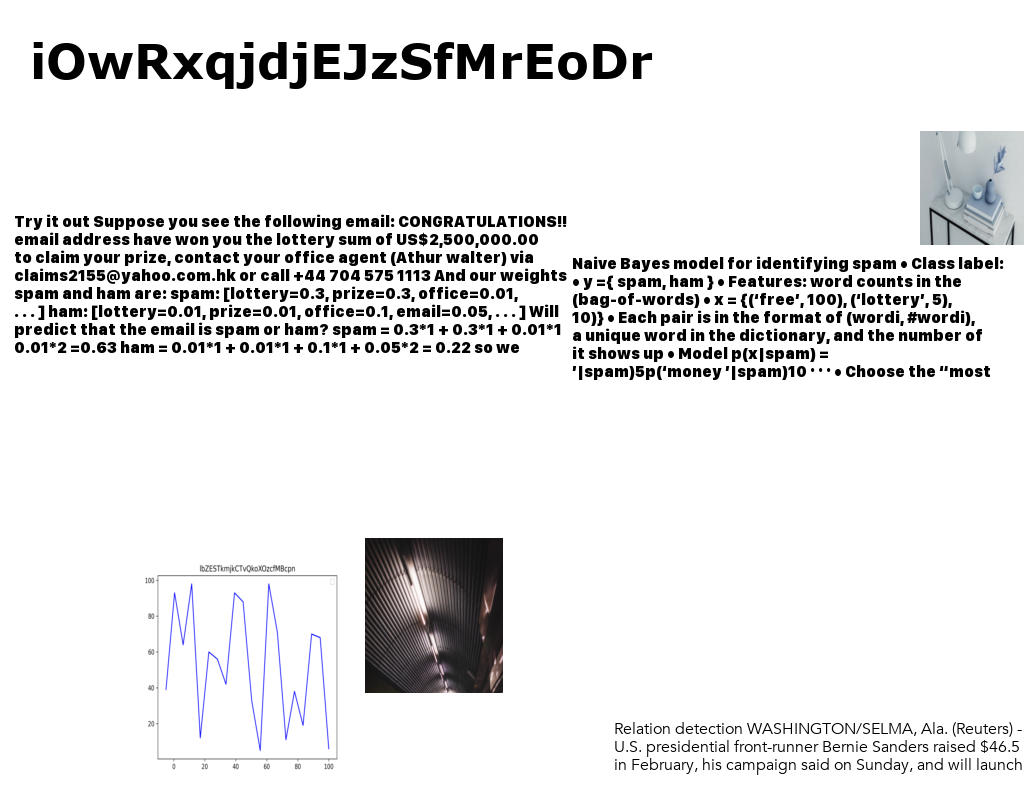 iOwRxqjdjEJzSfMrEoDr
Try it out Suppose you see the following email: CONGRATULATIONS!!
email address have won you the lottery sum of US$2,500,000.00
to claim your prize, contact your office agent (Athur walter) via
claims2155@yahoo.com.hk or call +44 704 575 1113 And our weights
spam and ham are: spam: [lottery=0.3, prize=0.3, office=0.01,
. . . ] ham: [lottery=0.01, prize=0.01, office=0.1, email=0.05, . . . ] Will
predict that the email is spam or ham? spam = 0.3*1 + 0.3*1 + 0.01*1
0.01*2 =0.63 ham = 0.01*1 + 0.01*1 + 0.1*1 + 0.05*2 = 0.22 so we
Naive Bayes model for identifying spam • Class label:
• y ={ spam, ham } • Features: word counts in the
(bag-of-words) • x = {(‘free’, 100), (‘lottery’, 5),
10)} • Each pair is in the format of (wordi, #wordi),
a unique word in the dictionary, and the number of
it shows up • Model p(x|spam) =
’|spam)5p(‘money ’|spam)10 · · · • Choose the “most
lbZESTkmjkCTvQkoXOzcfMBcpn
100
80
60
40
20
0 20 40 60 80 100
Relation detection WASHINGTON/SELMA, Ala. (Reuters) -
U.S. presidential front-runner Bernie Sanders raised $46.5
in February, his campaign said on Sunday, and will launch